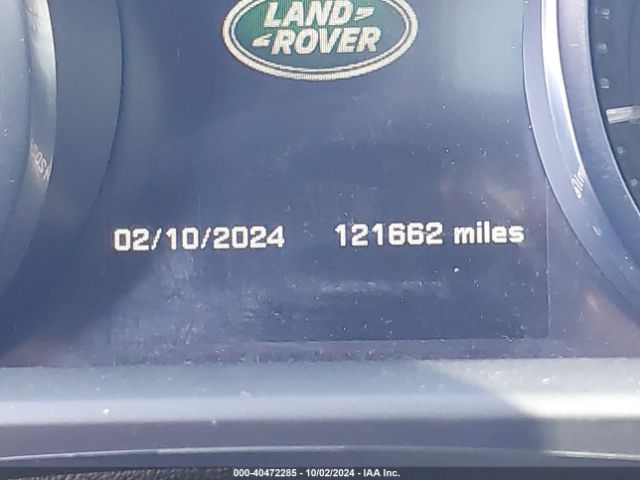 LAND
ROVER
02/10/2024 121662 miles
000-40472285 - 10/02/2024 - IAA Inc.